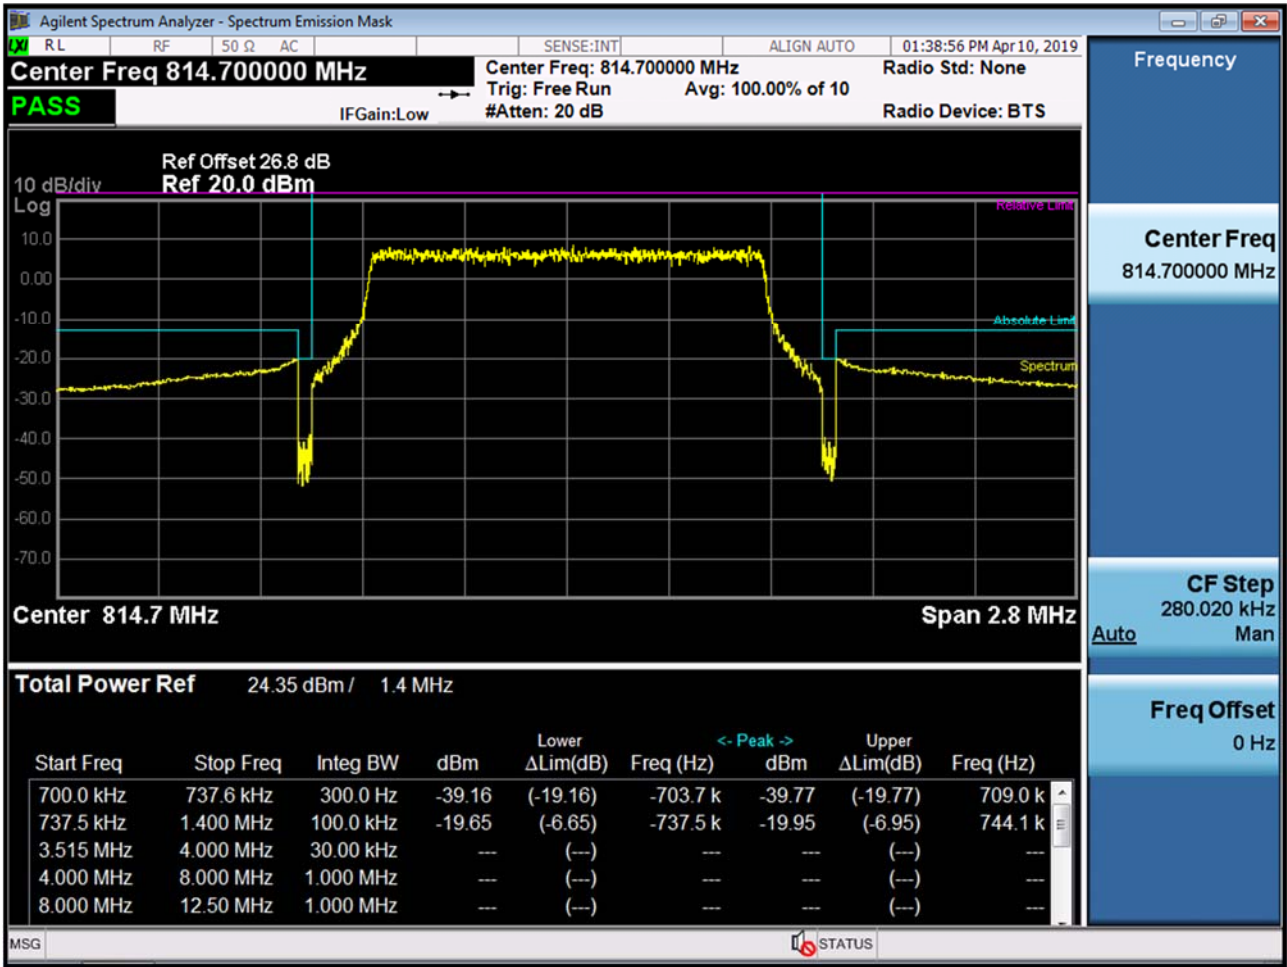 Agilent Spectrum Analyzer - Spectrum Emission Mask
LXI RL RF 50 Ω AC SENSE:INT ALIGN AUTO 01:38:56 PM Apr 10, 2019
Center Freq 814.700000 MHz
Center Freq: 814.700000 MHz
Radio Std: None
Trig: Free Run Avg: 100.00% of 10
PASS
IFGain:Low
#Atten: 20 dB
Radio Device: BTS
Ref Offset 26.8 dB
10 dB/div Ref 20.0 dBm
Log
Relative Limit
10.0
0.00
-10.0
Absolute Limit
-20.0
Spectrum
-30.0
-40.0
-50.0
-60.0
-70.0
Center 814.7 MHz Span 2.8 MHz
Total Power Ref 24.35 dBm / 1.4 MHz
Lower <- Peak -> Upper
Start Freq Stop Freq Integ BW dBm ΔLim(dB) Freq (Hz) dBm ΔLim(dB) Freq (Hz)
700.0 kHz 737.6 kHz 300.0 Hz -39.16 (-19.16) -703.7 k -39.77 (-19.77) 709.0 k
737.5 kHz 1.400 MHz 100.0 kHz -19.65 (-6.65) -737.5 k -19.95 (-6.95) 744.1 k
3.515 MHz 4.000 MHz 30.00 kHz --- (---) --- --- (---) ---
4.000 MHz 8.000 MHz 1.000 MHz --- (---) --- --- (---) ---
8.000 MHz 12.50 MHz 1.000 MHz --- (---) --- --- (---) ---
MSG STATUS
Frequency
Center Freq
814.700000 MHz
CF Step
280.020 kHz
Auto Man
Freq Offset
0 Hz